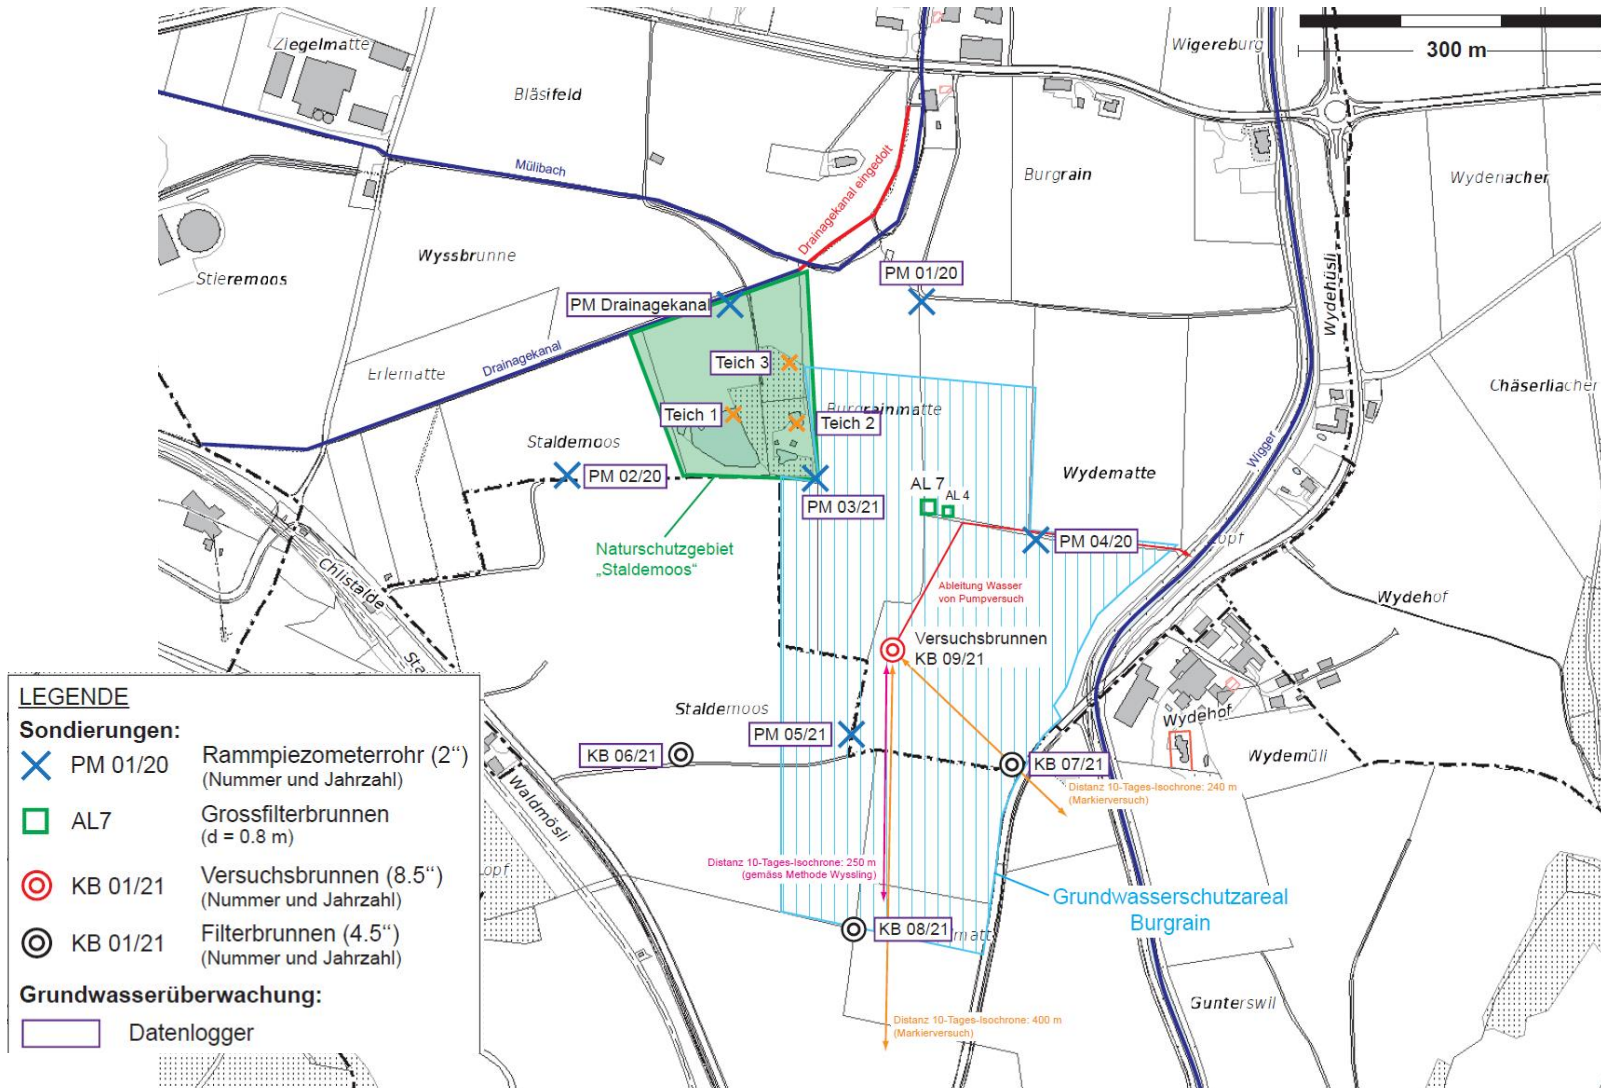 Ziegelmatte
Wigereburg
300 m
Bläsifeld
Mülibach
Burgrain
Wydenacher
Drainagekanal eingedolt
Wyssbrunne
Stieremoos
PM 01/20
PM Drainagekanal
Wydehüsli
Drainagekanal
Erlematte
Teich 3
Chäserliacher
Teich 1
Burgrainmatte
Teich 2
Staldemoos
Wigger
PM 02/20
Wydematte
AL 7
AL 4
PM 03/21
PM 04/20
Naturschutzgebiet
„Staldemoos“
Chlistalde
Ableitung Wasser
von Pumpversuch
Wydehof
Versuchsbrunnen
KB 09/21
LEGENDE
Sondierungen:
PM 01/20
Rammpiezometerrohr (2“)
(Nummer und Jahrzahl)
AL7
Grossfilterbrunnen
(d = 0.8 m)
KB 01/21
Versuchsbrunnen (8.5“)
(Nummer und Jahrzahl)
KB 01/21
Filterbrunnen (4.5“)
(Nummer und Jahrzahl)
Grundwasserüberwachung:
Datenlogger
Staldemoos
PM 05/21
KB 06/21
Wydehof
Wydemüli
KB 07/21
Waldmösli
Distanz 10-Tages-Isochrone: 240 m
(Markierversuch)
Distanz 10-Tages-Isochrone: 250 m
(gemäss Methode Wyssling)
Grundwasserschutzareal
Burgrain
KB 08/21
Gunterswil
Distanz 10-Tages-Isochrone: 400 m
(Markierversuch)